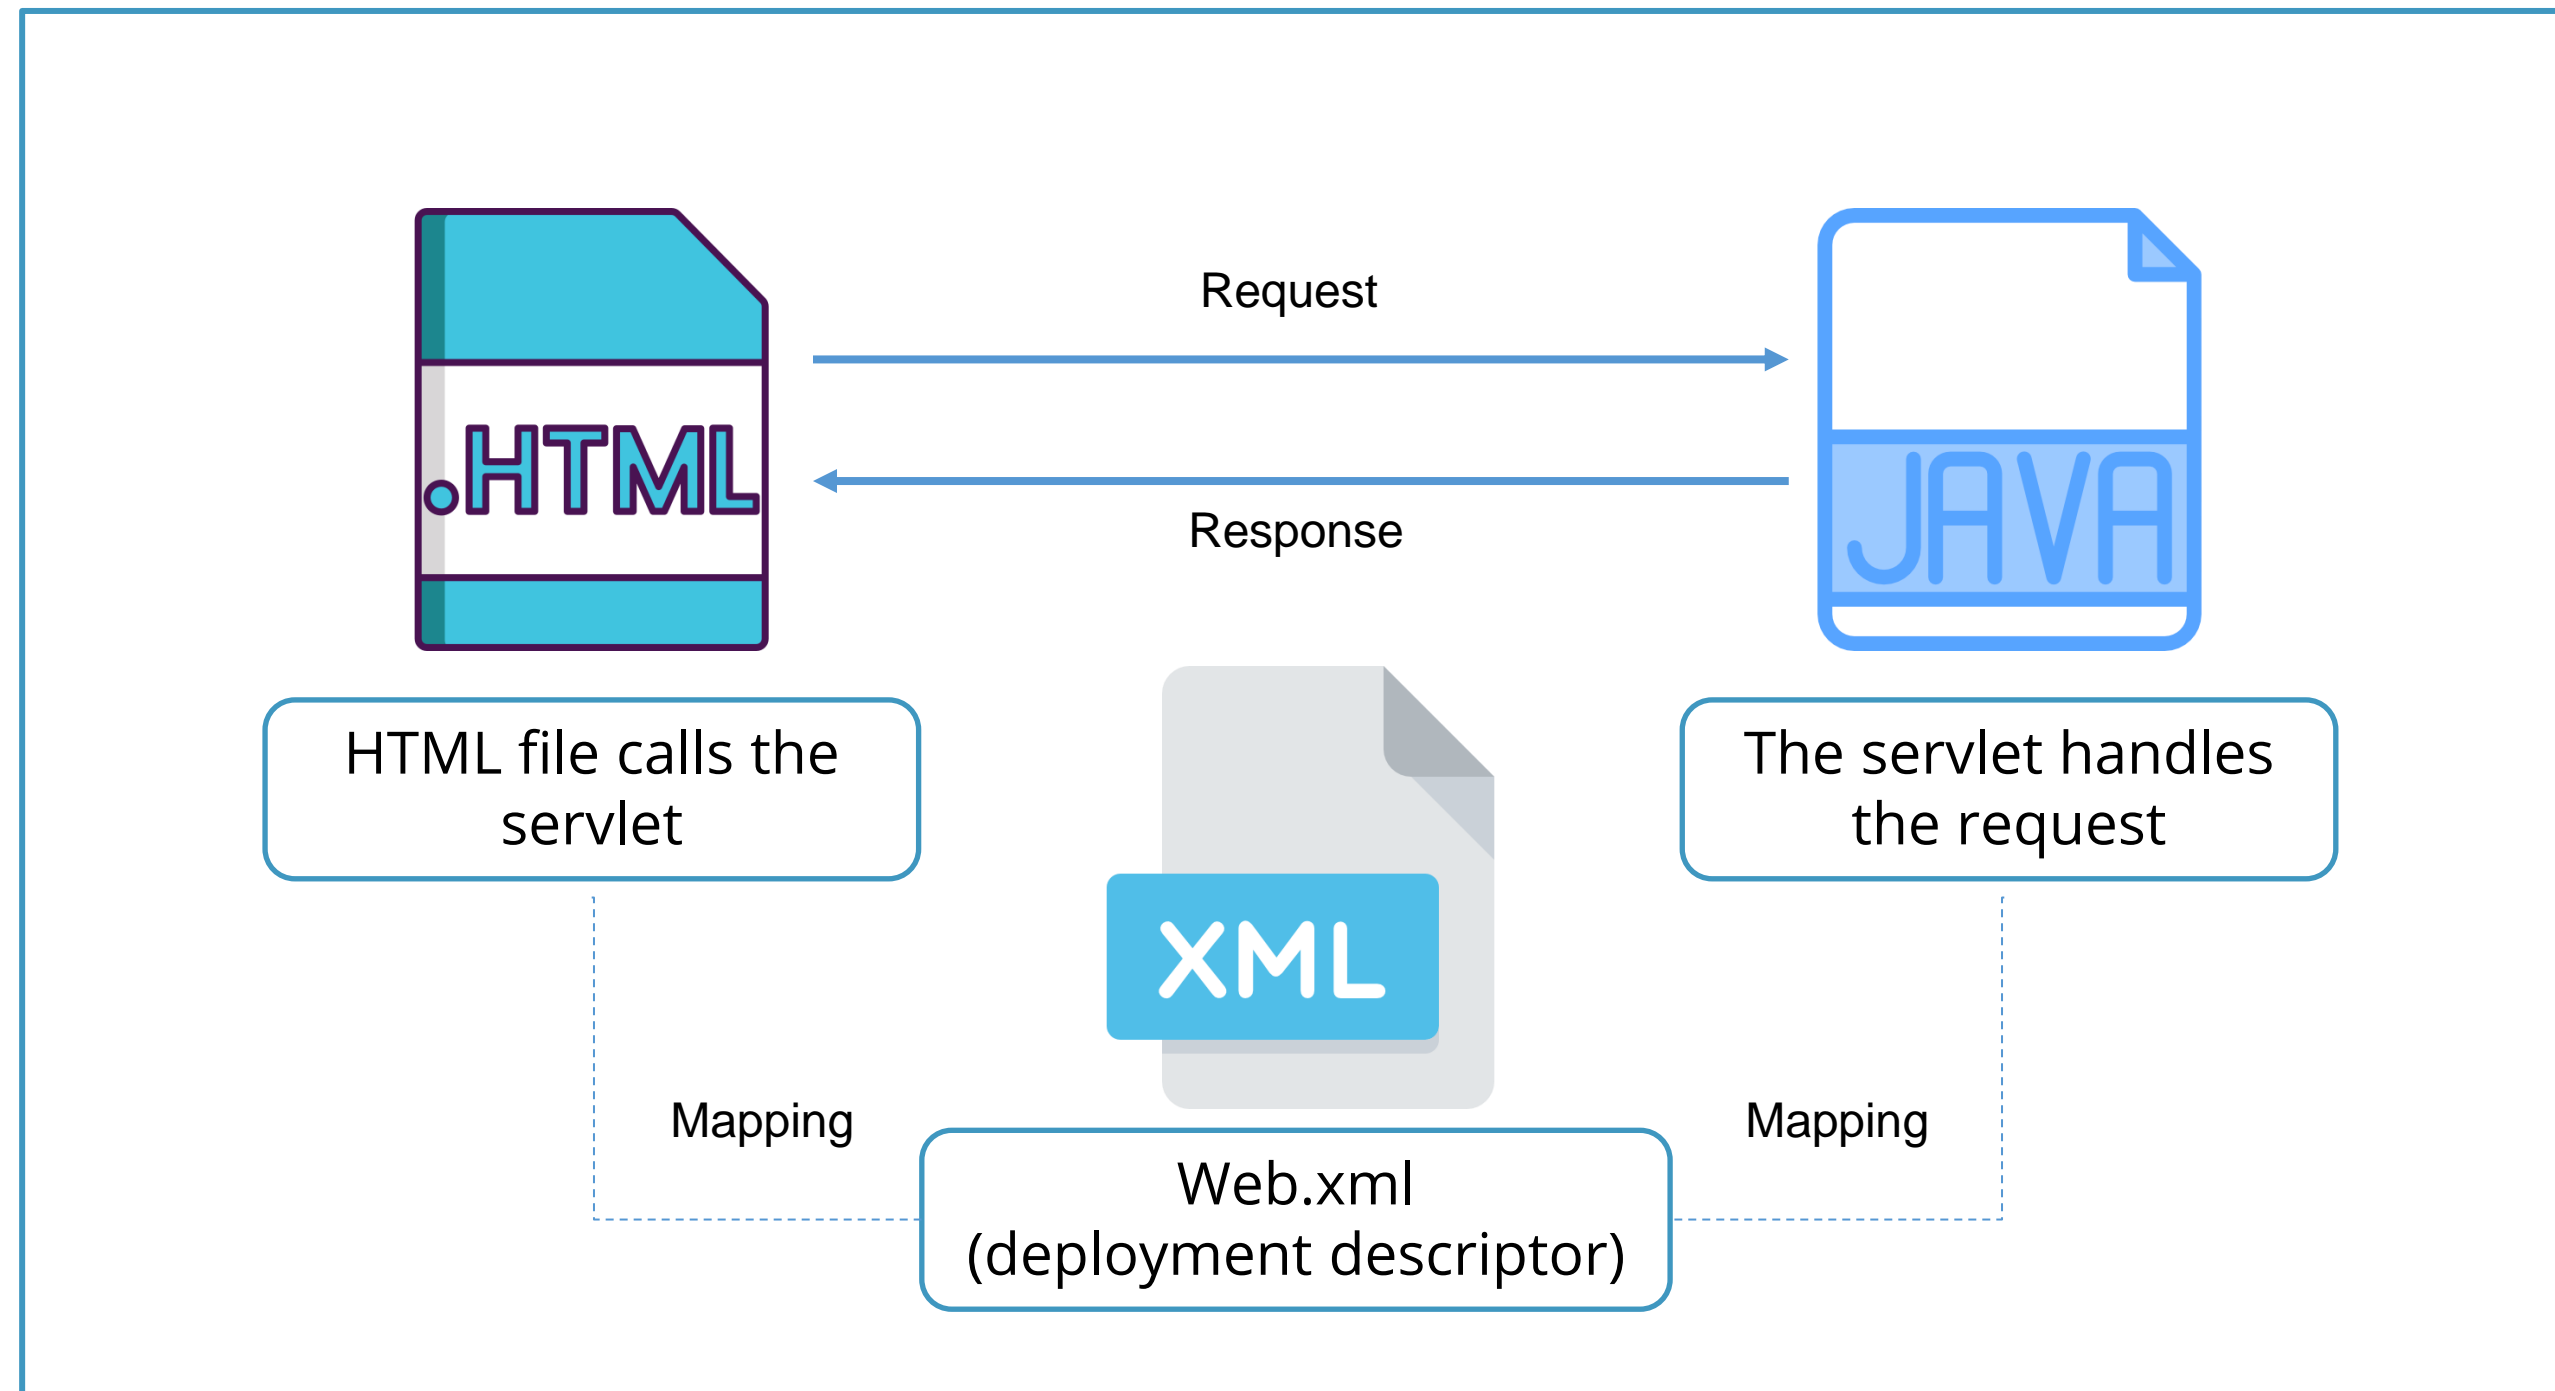 Request
.HTML
JAVA
Response
HTML file calls the
servlet
The servlet handles
the request
XML
Mapping
Mapping
Web.xml
(deployment descriptor)